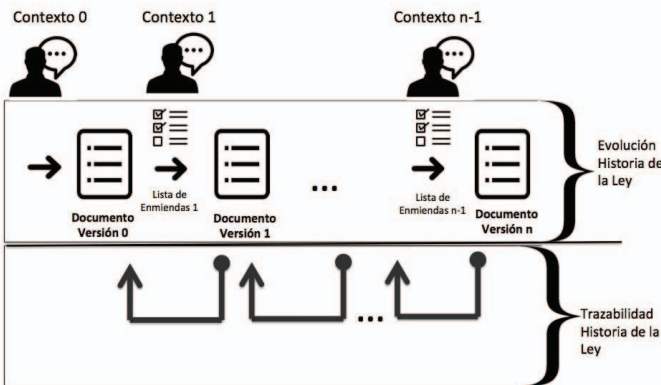 Contexto 0
Contexto 1
Contexto n-1
Lista de
Enmiendas 1
...
Lista de
Enmiendas n-1
Documento
Versión 0
Documento
Versión 1
Documento
Versión n
Evolución
Historia de
la Ley
...
Trazabilidad
Historia de la
Ley